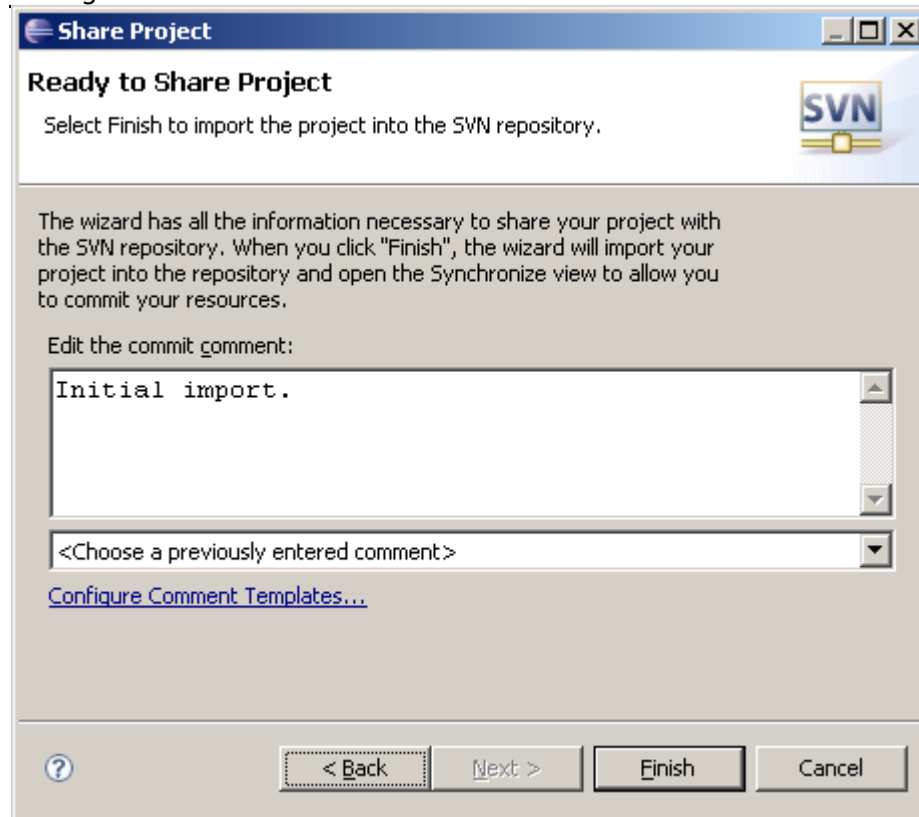 Share Project
Ready to Share Project
Select Finish to import the project into the SVN repository.
SVN
The wizard has all the information necessary to share your project with
the SVN repository. When you click "Finish", the wizard will import your
project into the repository and open the Synchronize view to allow you
to commit your resources.
Edit the commit comment:
Initial import.
<Choose a previously entered comment>
Configure Comment Templates...
? < Back Next > Finish Cancel